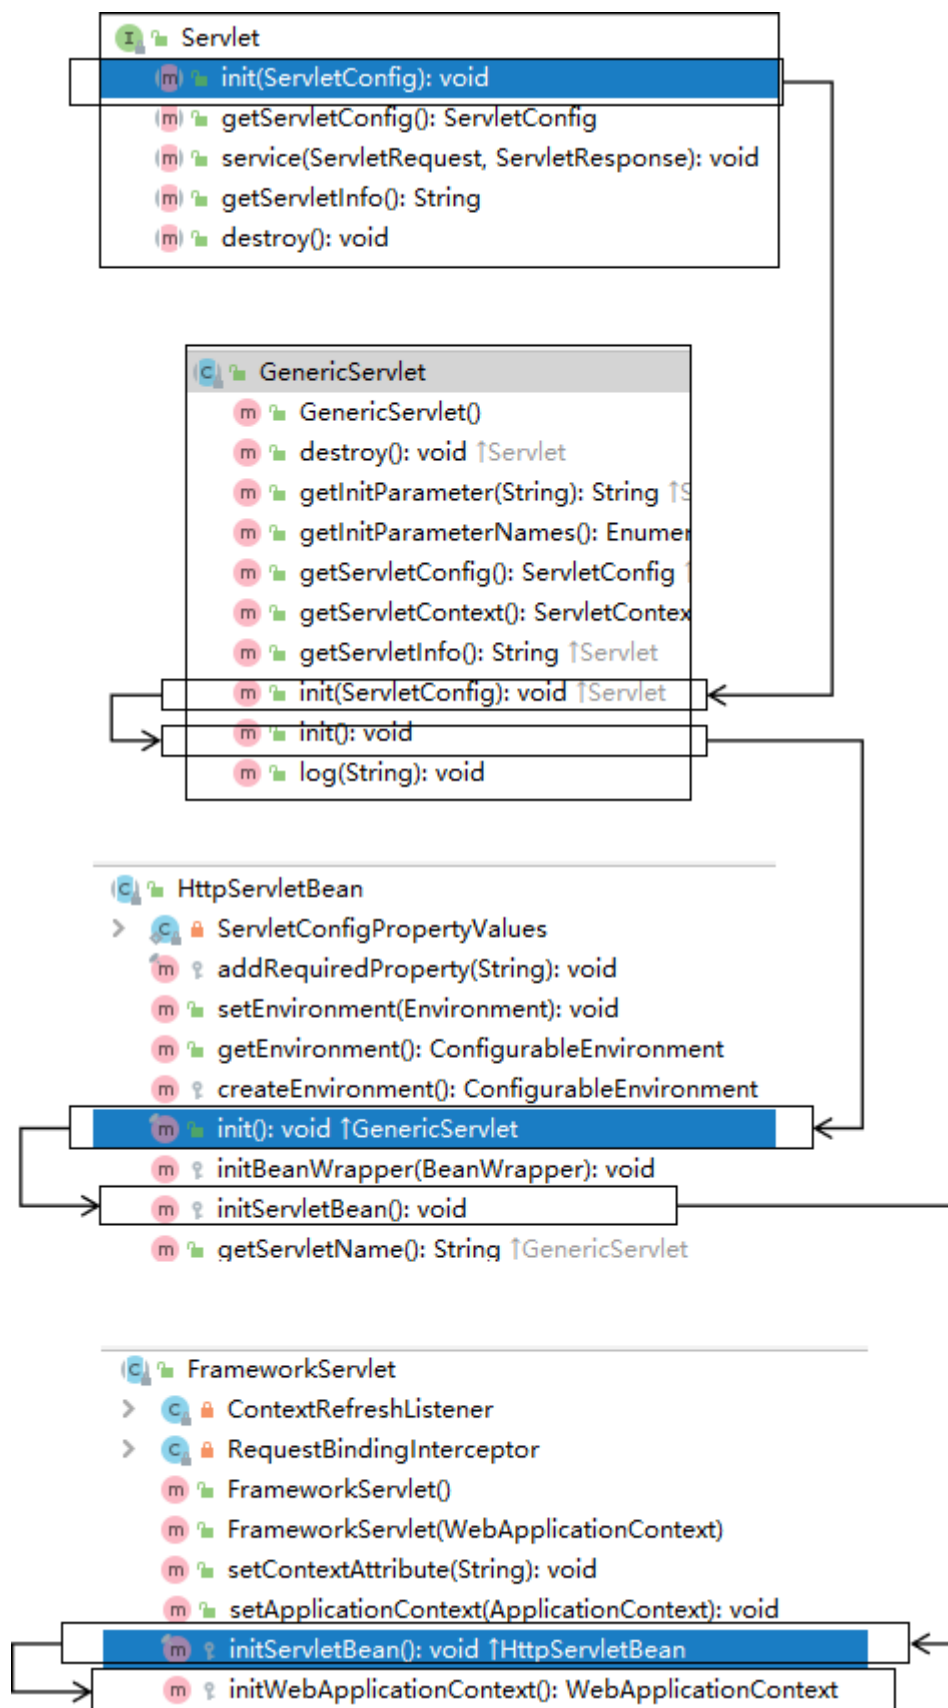 Servlet
init(ServletConfig): void
getServletConfig(): ServletConfig
service(ServletRequest, ServletResponse): void
getServletInfo(): String
destroy(): void
GenericServlet
GenericServlet()
destroy(): void ↑Servlet
getInitParameter(String): String ↑S
getInitParameterNames(): Enumer
getServletConfig(): ServletConfig ↑
getServletContext(): ServletContex
getServletInfo(): String ↑Servlet
init(ServletConfig): void ↑Servlet
init(): void
log(String): void
HttpServletBean
ServletConfigPropertyValues
addRequiredProperty(String): void
setEnvironment(Environment): void
getEnvironment(): ConfigurableEnvironment
createEnvironment(): ConfigurableEnvironment
init(): void ↑GenericServlet
initBeanWrapper(BeanWrapper): void
initServletBean(): void
getServletName(): String ↑GenericServlet
FrameworkServlet
ContextRefreshListener
RequestBindingInterceptor
FrameworkServlet()
FrameworkServlet(WebApplicationContext)
setContextAttribute(String): void
setApplicationContext(ApplicationContext): void
initServletBean(): void ↑HttpServletBean
initWebApplicationContext(): WebApplicationContext